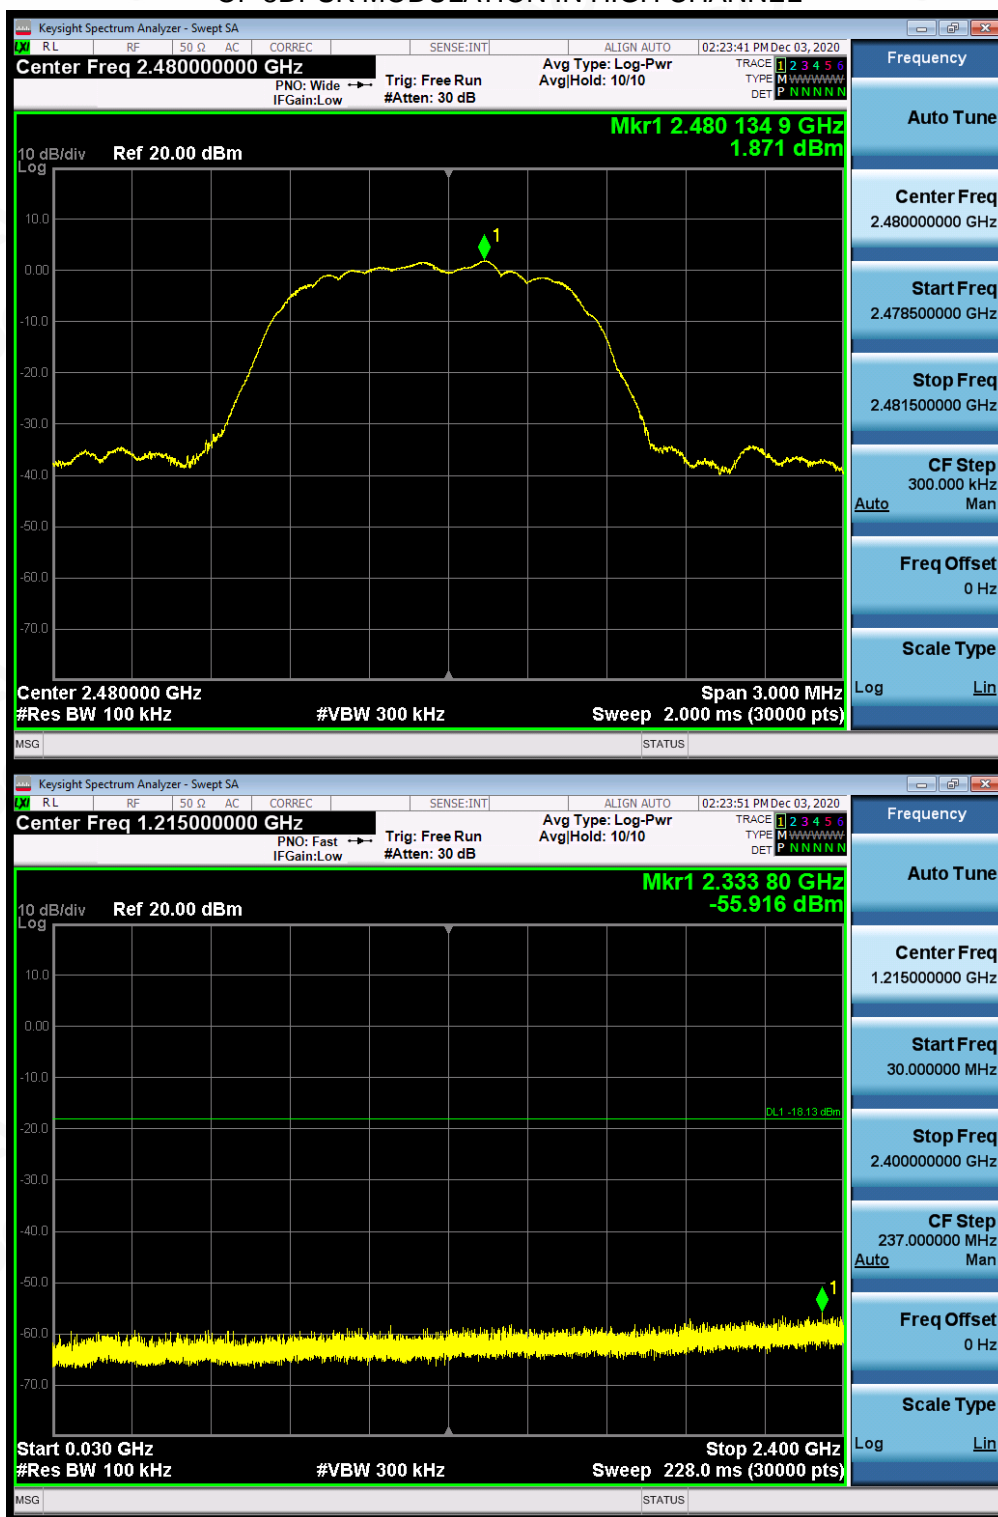 Keysight Spectrum Analyzer - Swept SA
LXI RL RF 50 Ω AC CORREC SENSE:INT ALIGN AUTO 02:23:41 PM Dec 03, 2020
Center Freq 2.480000000 GHz
PNO: Wide
IFGain:Low
Trig: Free Run
#Atten: 30 dB
Avg Type: Log-Pwr
Avg|Hold: 10/10
TRACE 1 2 3 4 5 6
TYPE M WWWWW
DET P N N N N N
Frequency
Auto Tune
Mkr1 2.480 134 9 GHz
1.871 dBm
10 dB/div Ref 20.00 dBm
Log
10.0
0.00
-10.0
-20.0
-30.0
-40.0
-50.0
-60.0
-70.0
1
Center Freq
2.480000000 GHz
Start Freq
2.478500000 GHz
Stop Freq
2.481500000 GHz
CF Step
300.000 kHz
Auto Man
Freq Offset
0 Hz
Scale Type
Log Lin
Center 2.480000 GHz Span 3.000 MHz
#Res BW 100 kHz #VBW 300 kHz Sweep 2.000 ms (30000 pts)
MSG STATUS
Keysight Spectrum Analyzer - Swept SA
LXI RL RF 50 Ω AC CORREC SENSE:INT ALIGN AUTO 02:23:51 PM Dec 03, 2020
Center Freq 1.215000000 GHz
PNO: Fast
IFGain:Low
Trig: Free Run
#Atten: 30 dB
Avg Type: Log-Pwr
Avg|Hold: 10/10
TRACE 1 2 3 4 5 6
TYPE M WWWWW
DET P N N N N N
Frequency
Auto Tune
Mkr1 2.333 80 GHz
-55.916 dBm
10 dB/div Ref 20.00 dBm
Log
10.0
0.00
-10.0
-20.0
-30.0
-40.0
-50.0
-60.0
-70.0
DL1 -18.13 dBm
1
Center Freq
1.215000000 GHz
Start Freq
30.000000 MHz
Stop Freq
2.400000000 GHz
CF Step
237.000000 MHz
Auto Man
Freq Offset
0 Hz
Scale Type
Log Lin
Start 0.030 GHz Stop 2.400 GHz
#Res BW 100 kHz #VBW 300 kHz Sweep 228.0 ms (30000 pts)
MSG STATUS